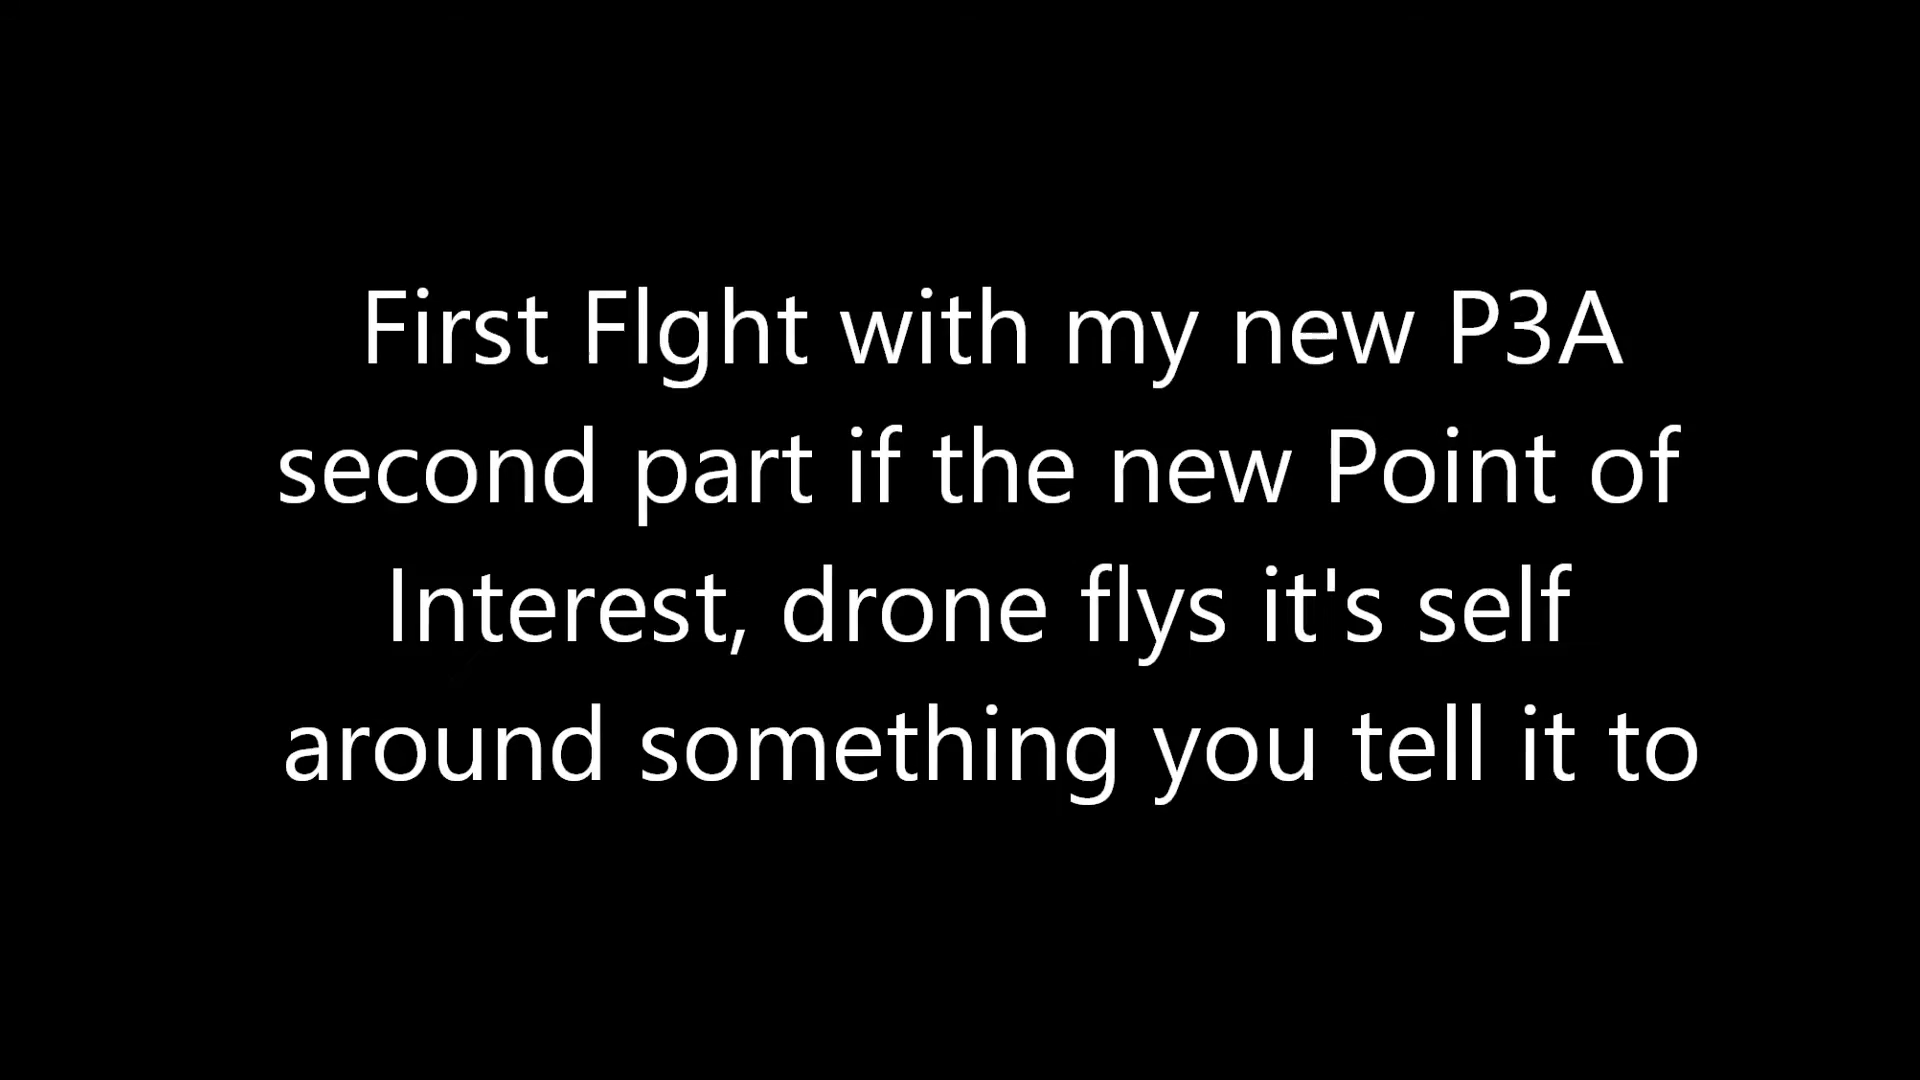 First Flght with my new P3A
second part if the new Point of
Interest, drone flys it's self
around something you tell it to